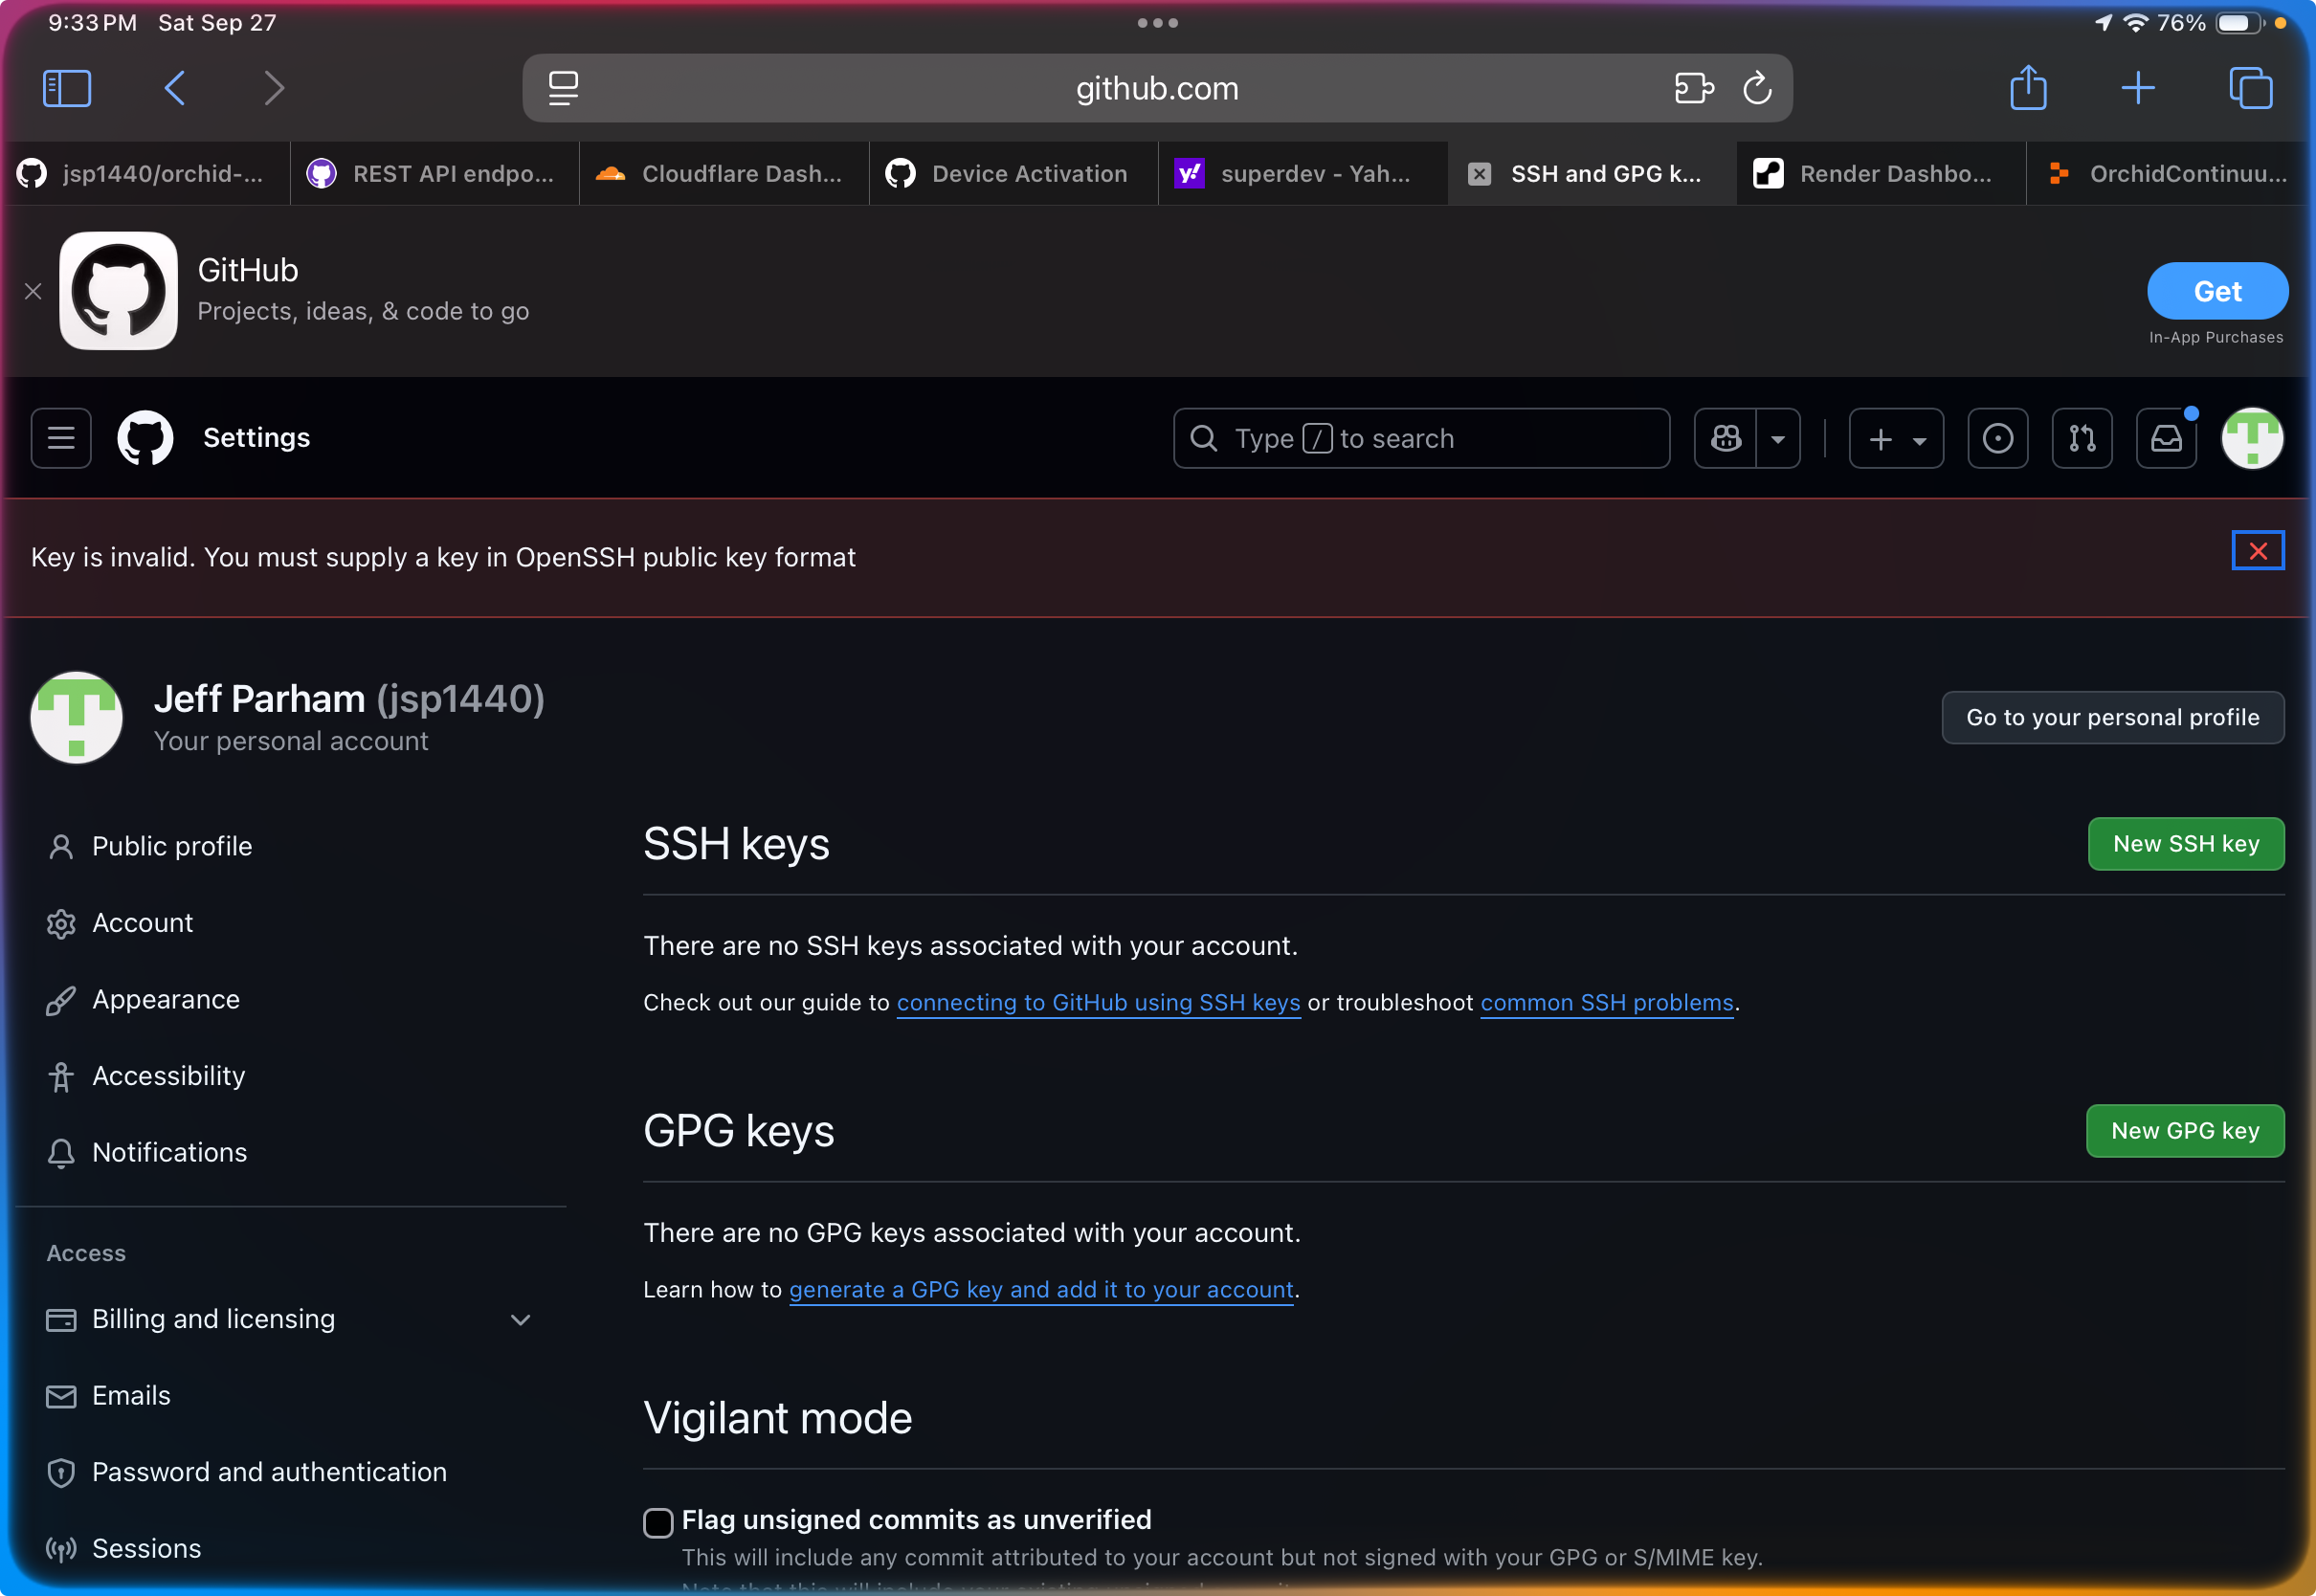 9:33 PM Sat Sep 27
76%
github.com
jsp1440/orchid-...
REST API endpo...
Cloudflare Dash...
Device Activation
superdev - Yah...
SSH and GPG k...
Render Dashbo...
OrchidContinuu...
GitHub
Projects, ideas, & code to go
Get
In-App Purchases
Settings
Type / to search
Key is invalid. You must supply a key in OpenSSH public key format
Jeff Parham (jsp1440)
Your personal account
Go to your personal profile
Public profile
Account
Appearance
Accessibility
Notifications
Access
Billing and licensing
Emails
Password and authentication
Sessions
SSH keys
New SSH key
There are no SSH keys associated with your account.
Check out our guide to connecting to GitHub using SSH keys or troubleshoot common SSH problems.
GPG keys
New GPG key
There are no GPG keys associated with your account.
Learn how to generate a GPG key and add it to your account.
Vigilant mode
Flag unsigned commits as unverified
This will include any commit attributed to your account but not signed with your GPG or S/MIME key.